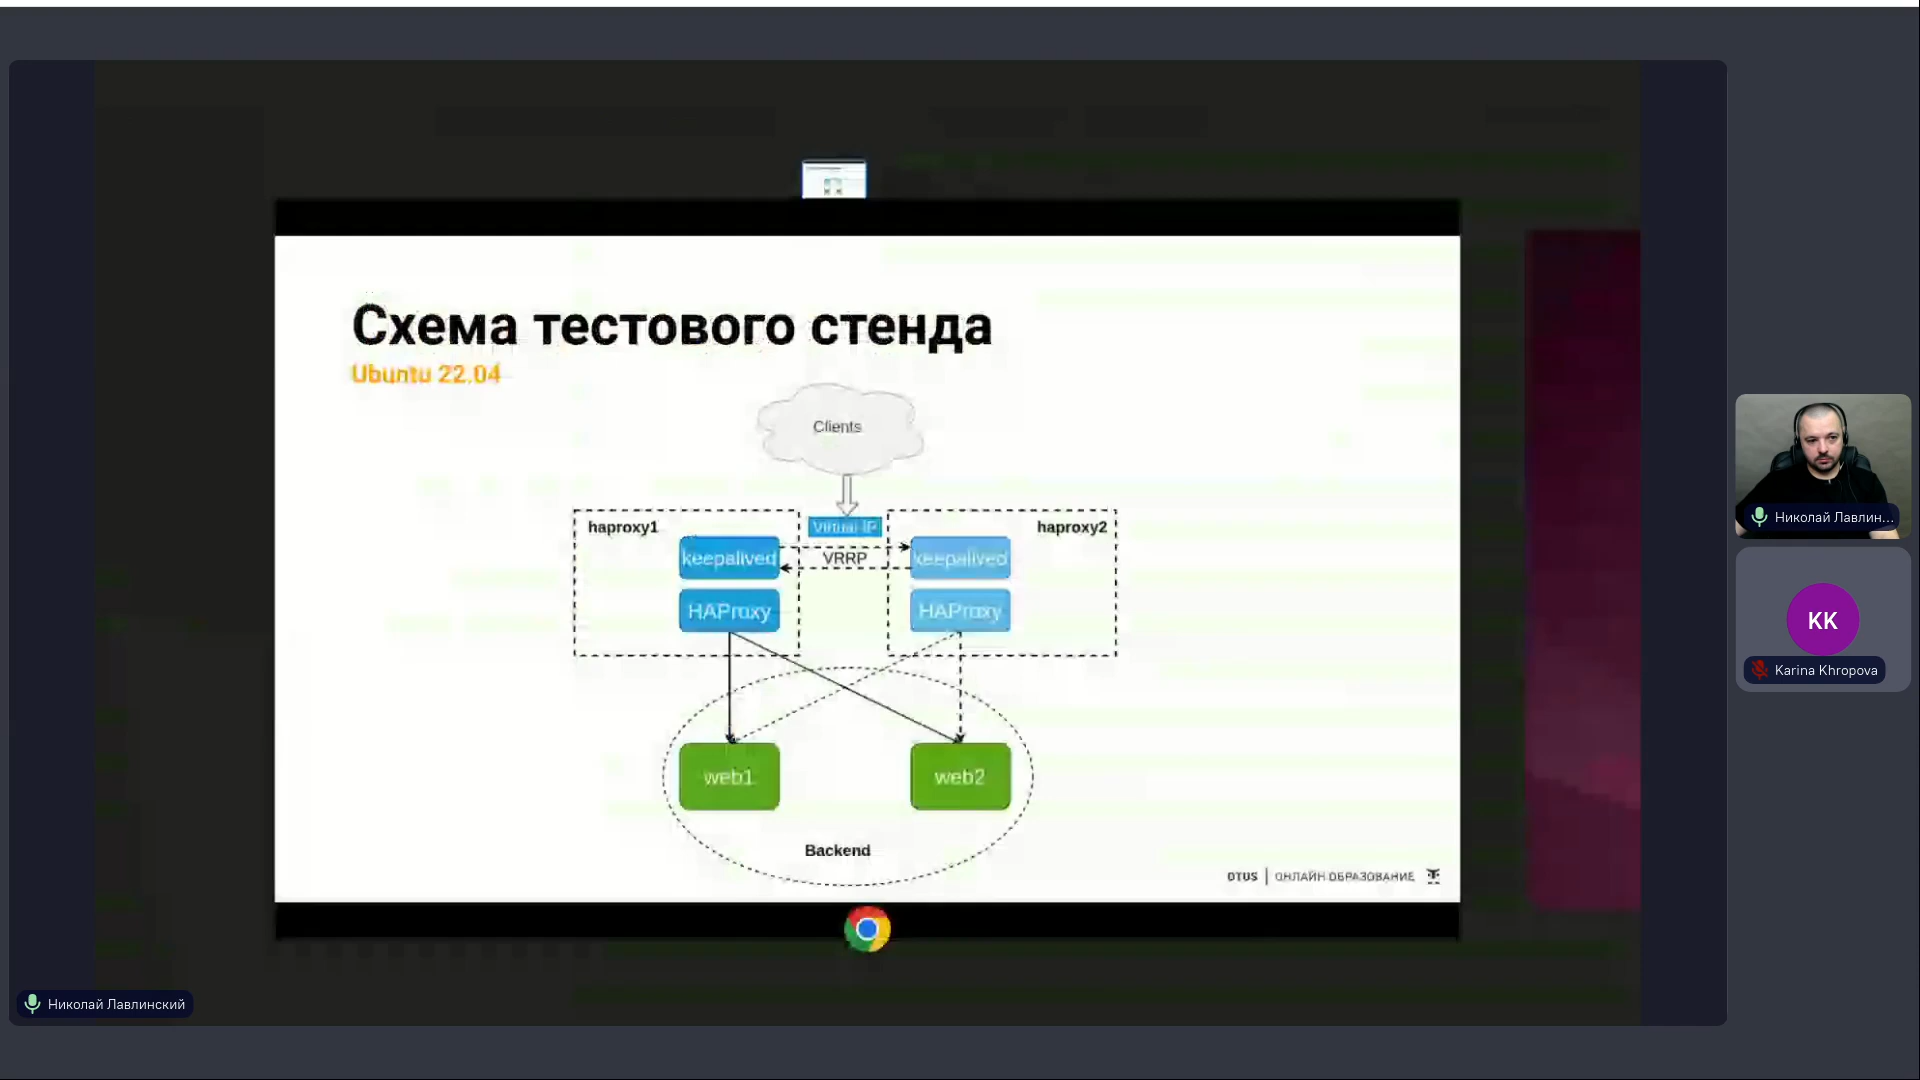 Схема тестового стенда
Ubuntu 22.04
Clients
haproxy1
Virtual IP
haproxy2
keepalived
VRRP
keepalived
HAProxy
HAProxy
web1
web2
Backend
OTUS | ОНЛАЙН ОБРАЗОВАНИЕ
Николай Лавлин...
KK
Karina Khropova
Николай Лавлинский